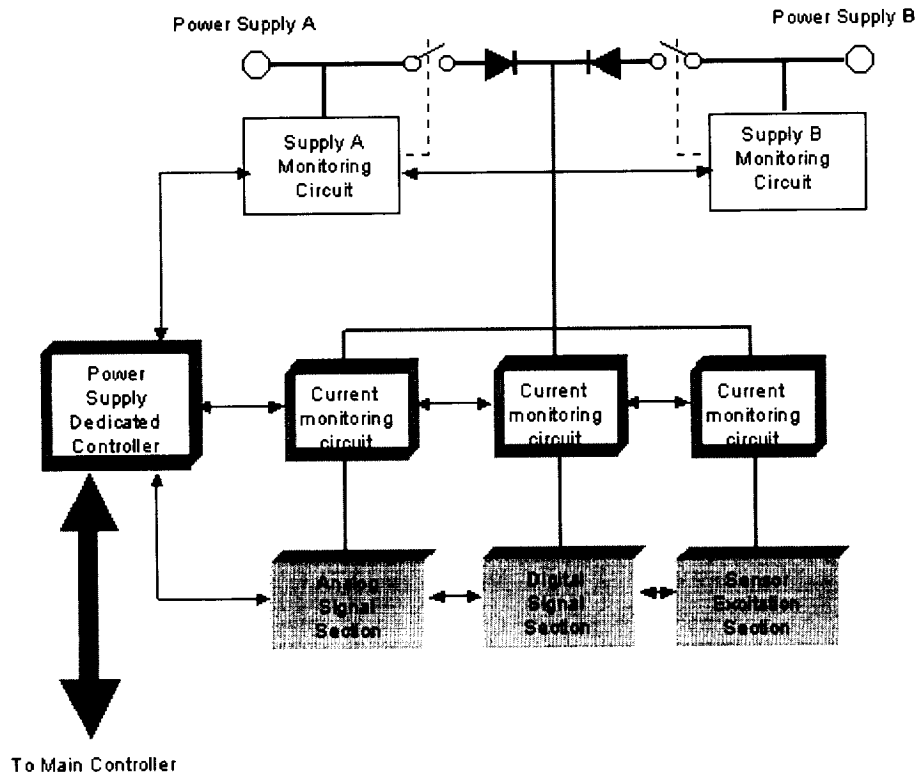 Power Supply A
Power Supply B
Supply A
Monitoring
Circuit
Supply B
Monitoring
Circuit
Power
Supply
Dedicated
Controller
Current
monitoring
circuit
Current
monitoring
circuit
Current
monitoring
circuit
Analog
Signal
Section
Digital
Signal
Section
Sensor
Excitation
Section
To Main Controller